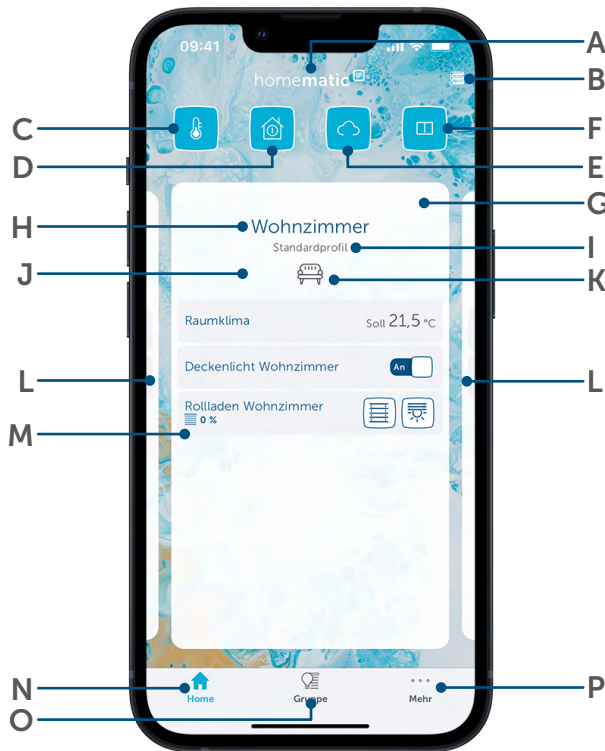 09:41
A
homematic IP
B
C
F
D
E
G
H
Wohnzimmer
Standardprofil
I
J
K
Raumklima
Soll 21,5 °C
L
Deckenlicht Wohnzimmer
An
L
Rollladen Wohnzimmer
0 %
M
N
Home
Gruppe
Mehr
P
O